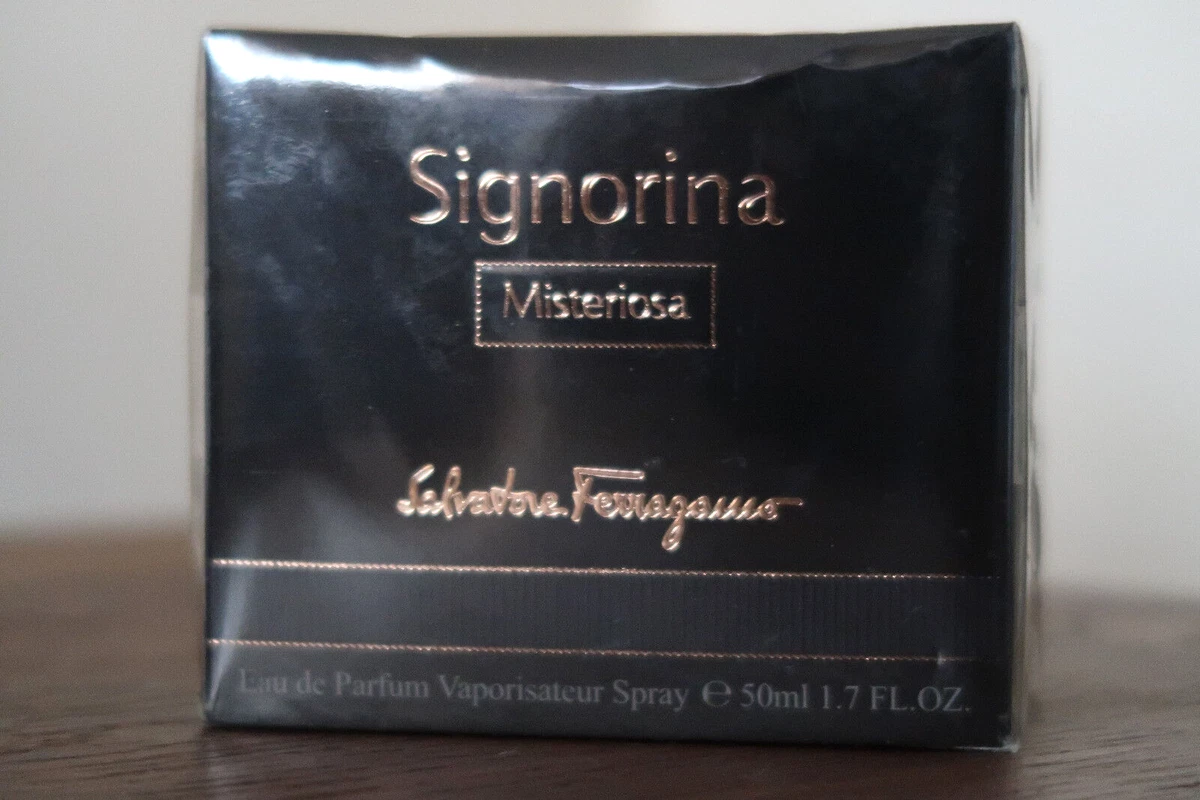 Signorina
Misteriosa
Salvatore Ferragamo
Eau de Parfum Vaporisateur Spray ℮ 50ml 1.7 FL.OZ.